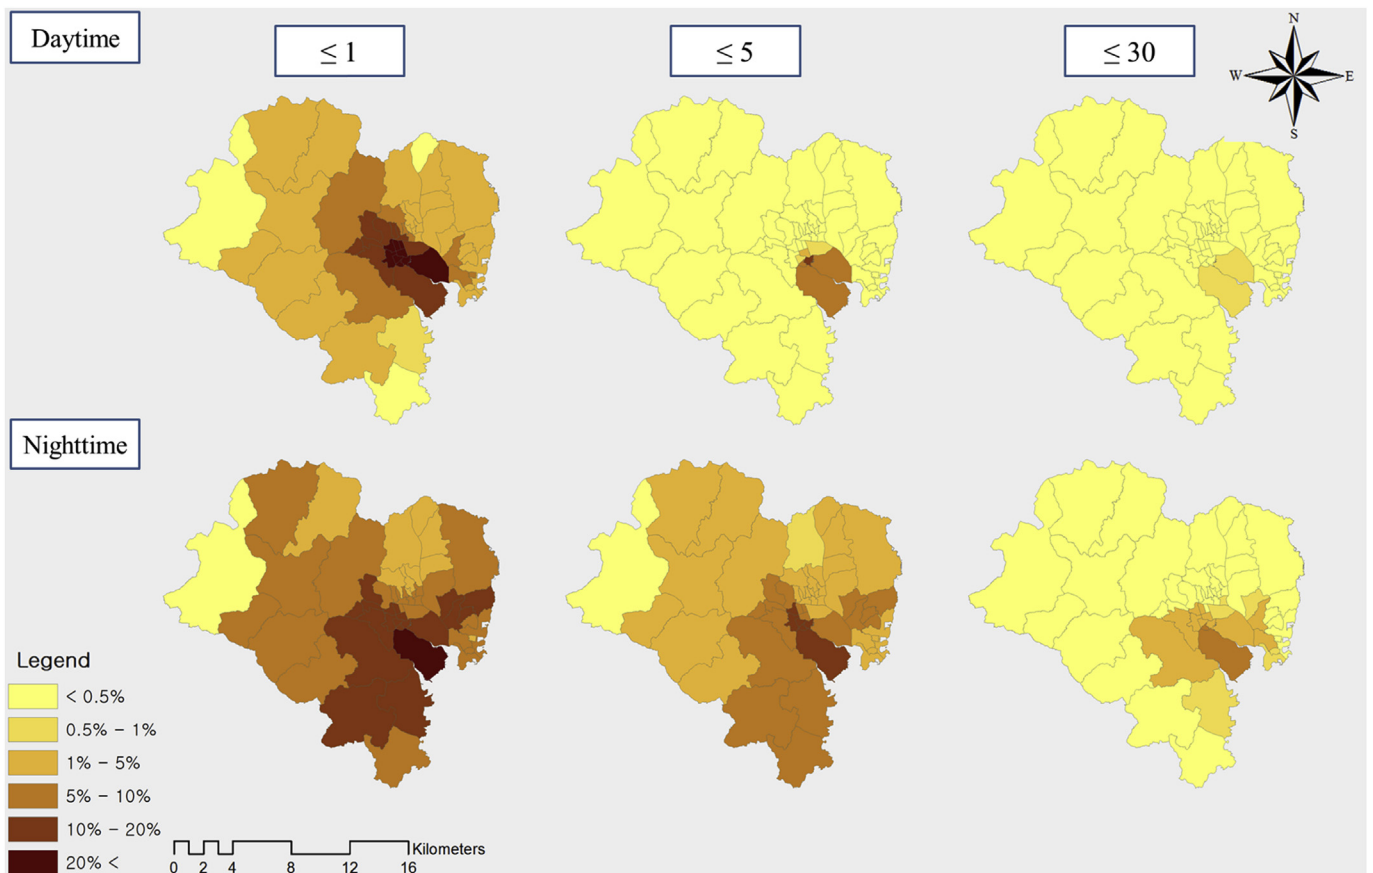 Daytime
≤ 1
≤ 5
≤ 30
N
W
E
S
Nighttime
Legend
< 0.5%
0.5% – 1%
1% – 5%
5% – 10%
10% – 20%
20% <
Kilometers
0 2 4 8 12 16